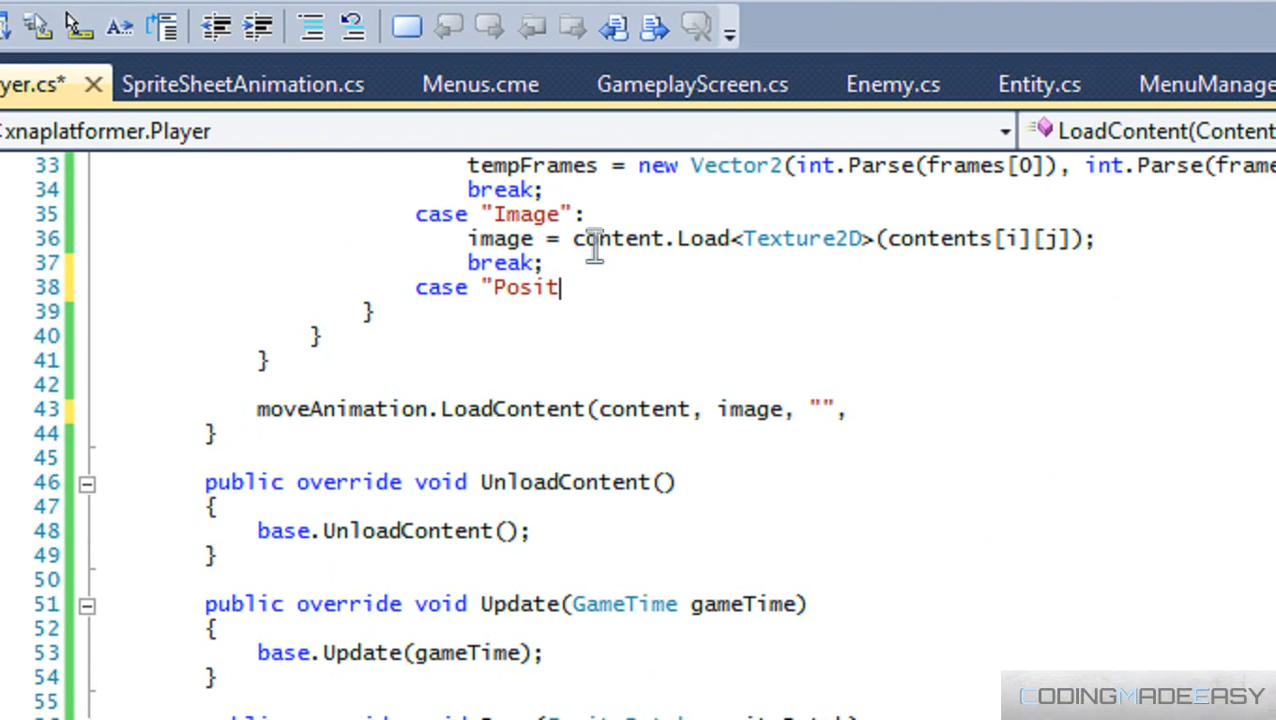 yer.cs* SpriteSheetAnimation.cs Menus.cme GameplayScreen.cs Enemy.cs Entity.cs MenuManage
xnaplatformer.Player LoadContent(Content
33 tempFrames = new Vector2(int.Parse(frames[0]), int.Parse(frame
34 break;
35 case "Image":
36 image = content.Load<Texture2D>(contents[i][j]);
37 break;
38 case "Posit
39 }
40 }
41 }
42
43 moveAnimation.LoadContent(content, image, "",
44 }
45
46 public override void UnloadContent()
47 {
48 base.UnloadContent();
49 }
50
51 public override void Update(GameTime gameTime)
52 {
53 base.Update(gameTime);
54 }
55
CODINGMADEEASY